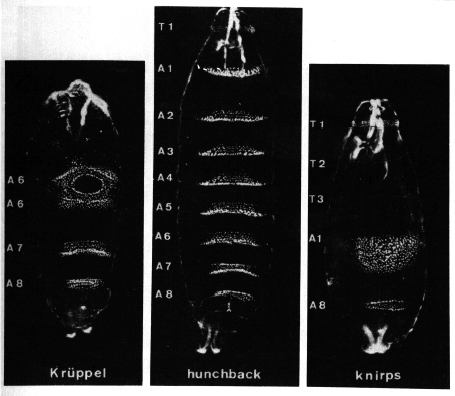 A6
A6
A7
A8
Krüppel
T1
A1
A2
A3
A4
A5
A6
A7
A8
hunchback
T1
T2
T3
A1
A8
knirps